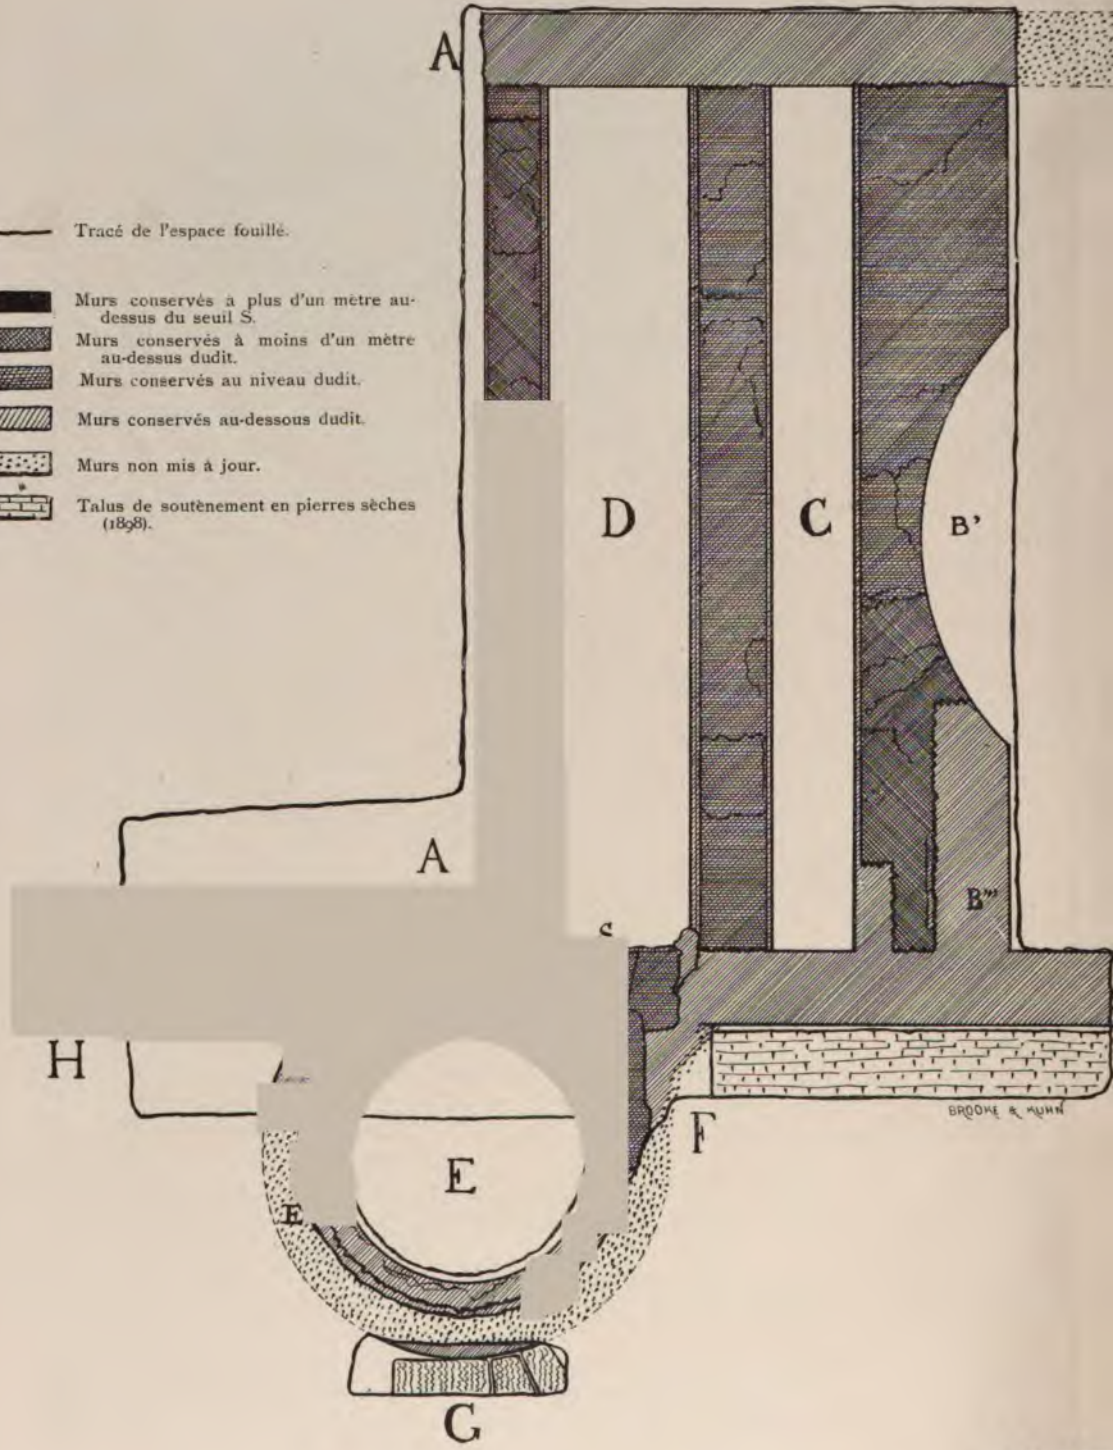 A
Tracé de l'espace fouillé.
Murs conservés a plus d'un mètre au-
dessus du seuil S.
Murs conservés à moins d'un mètre
au-dessus dudit.
Murs conservés au niveau dudit.
Murs conservés au-dessous dudit.
Murs non mis à jour.
Talus de soutènement en pierres sèches
(1898).
D
C
B'
A
B'''
S
H
BROOKE & KUHN
F
E
E
G